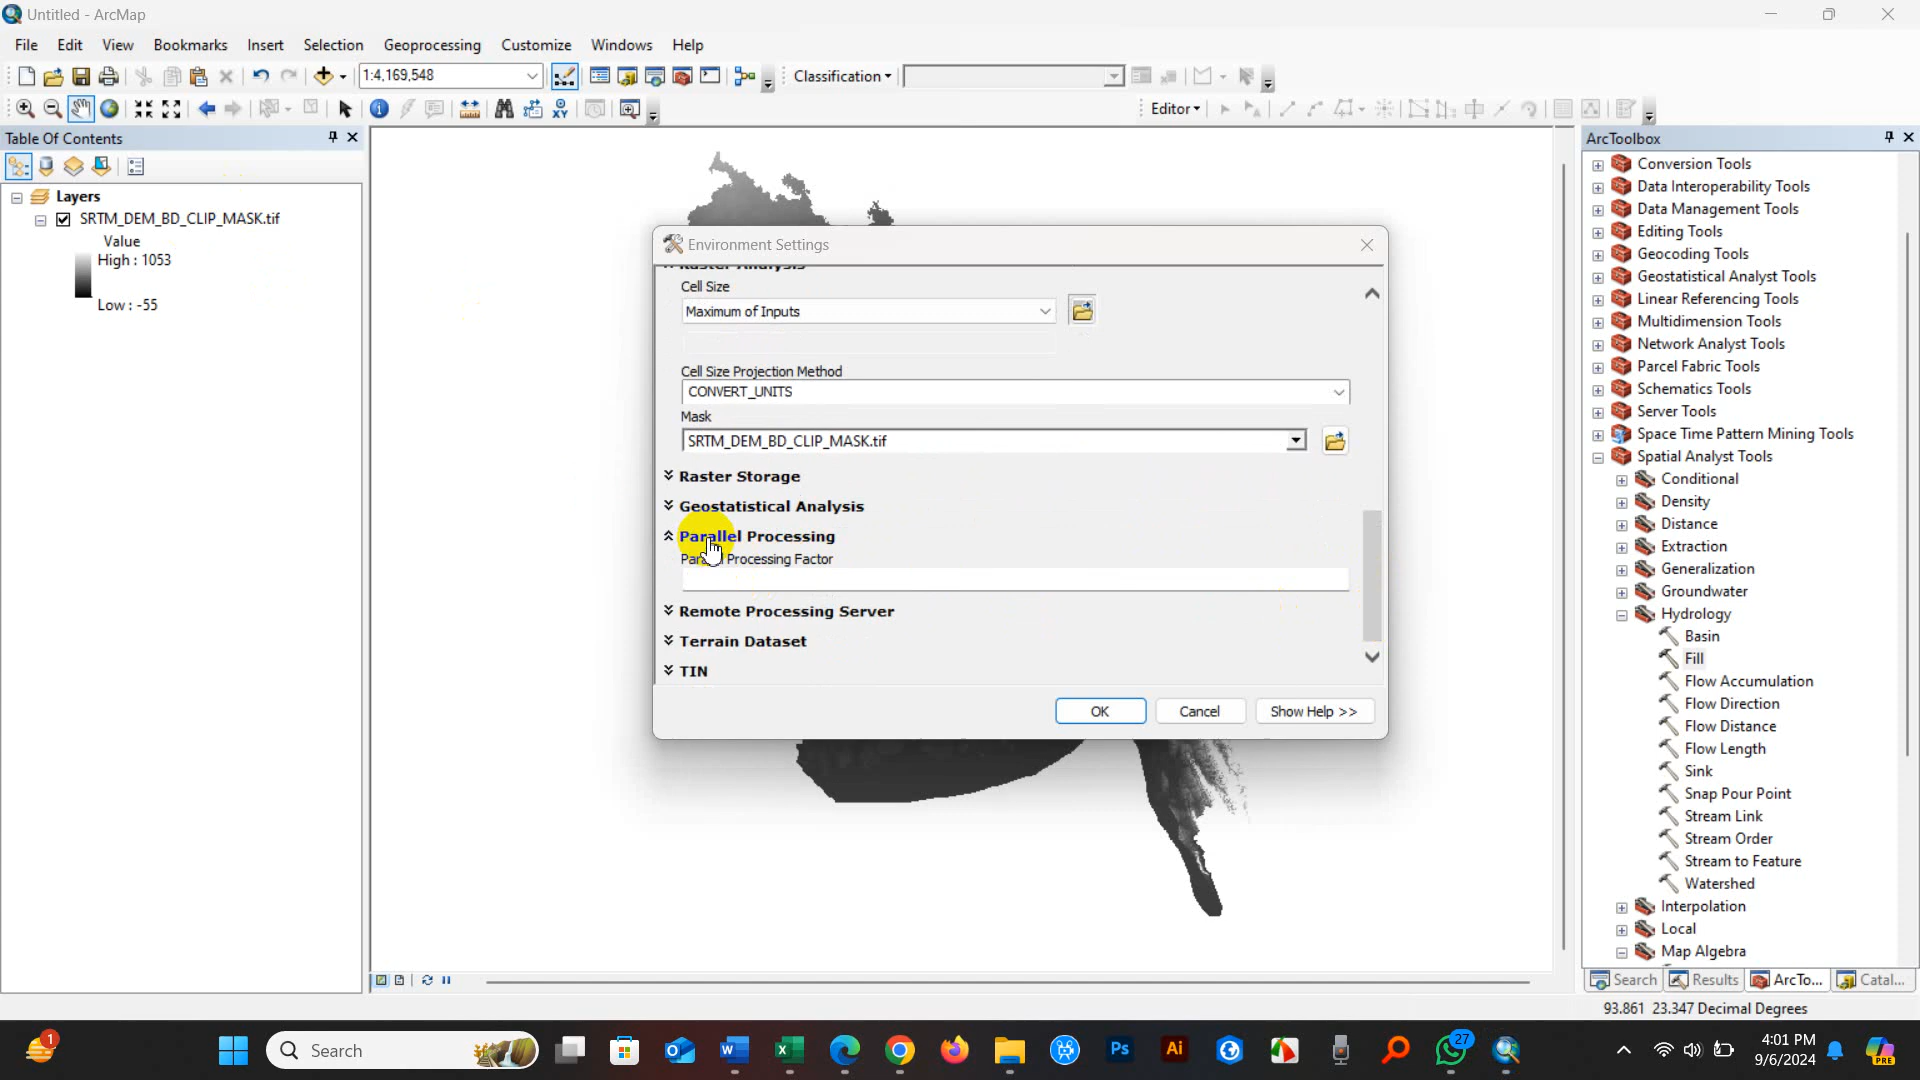 Untitled - ArcMap
File Edit View Bookmarks Insert Selection Geoprocessing Customize Windows Help
1:4,169,548 Classification
Editor
Table Of Contents
Layers
SRTM_DEM_BD_CLIP_MASK.tif
Value
High : 1053
Low : -55
Environment Settings
Cell Size
Maximum of Inputs
Cell Size Projection Method
CONVERT_UNITS
Mask
SRTM_DEM_BD_CLIP_MASK.tif
Raster Storage
Geostatistical Analysis
Parallel Processing
Processing Factor
Remote Processing Server
Terrain Dataset
TIN
OK Cancel Show Help >>
ArcToolbox
Conversion Tools
Data Interoperability Tools
Data Management Tools
Editing Tools
Geocoding Tools
Geostatistical Analyst Tools
Linear Referencing Tools
Multidimension Tools
Network Analyst Tools
Parcel Fabric Tools
Schematics Tools
Server Tools
Space Time Pattern Mining Tools
Spatial Analyst Tools
Conditional
Density
Distance
Extraction
Generalization
Groundwater
Hydrology
Basin
Fill
Flow Accumulation
Flow Direction
Flow Distance
Flow Length
Sink
Snap Pour Point
Stream Link
Stream Order
Stream to Feature
Watershed
Interpolation
Local
Map Algebra
Search Results ArcTo... Catal...
93.861 23.347 Decimal Degrees
1 Search Ps Ai 27 4:01 PM
9/6/2024 PRE